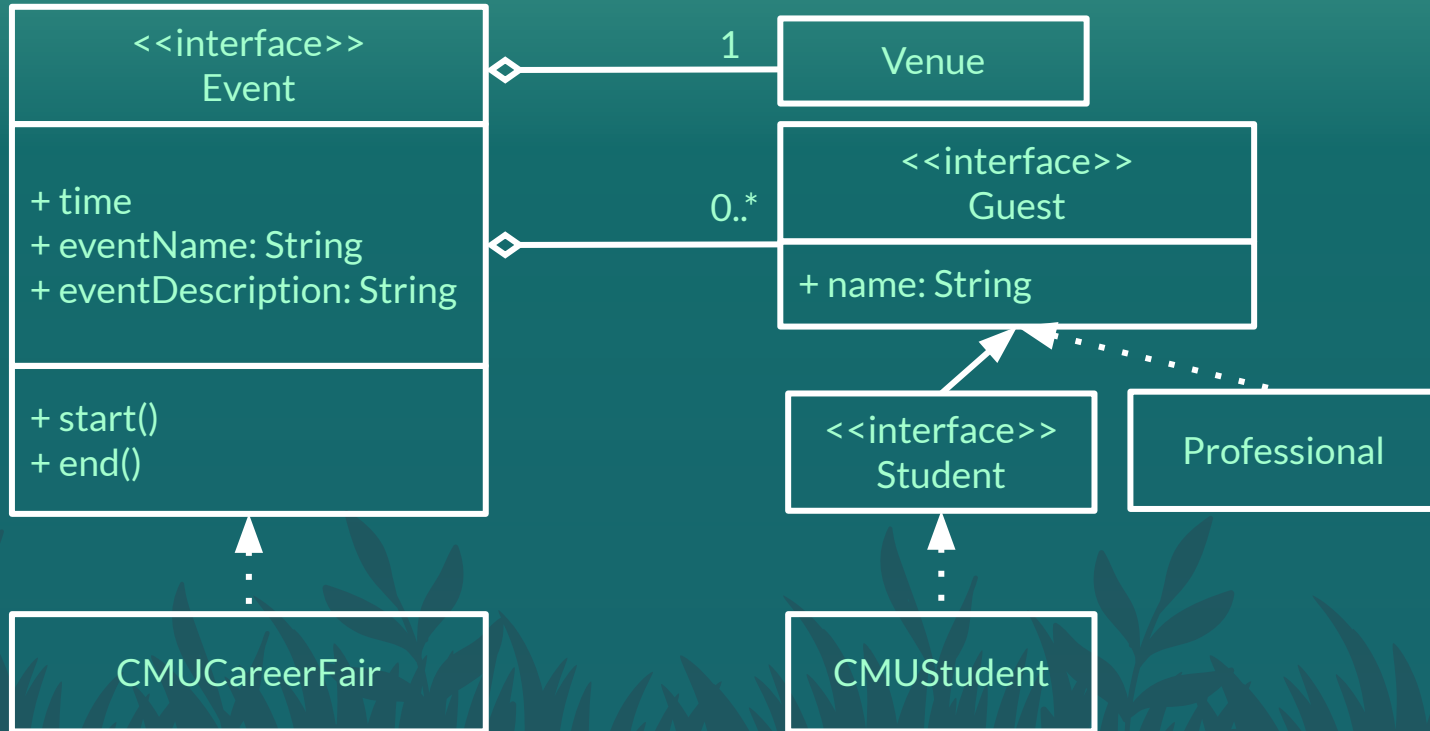 <<interface>>
Event
+ time
+ eventName: String
+ eventDescription: String
+ start()
+ end()
1
Venue
0..*
<<interface>>
Guest
+ name: String
<<interface>>
Student
Professional
CMUCareerFair
CMUStudent